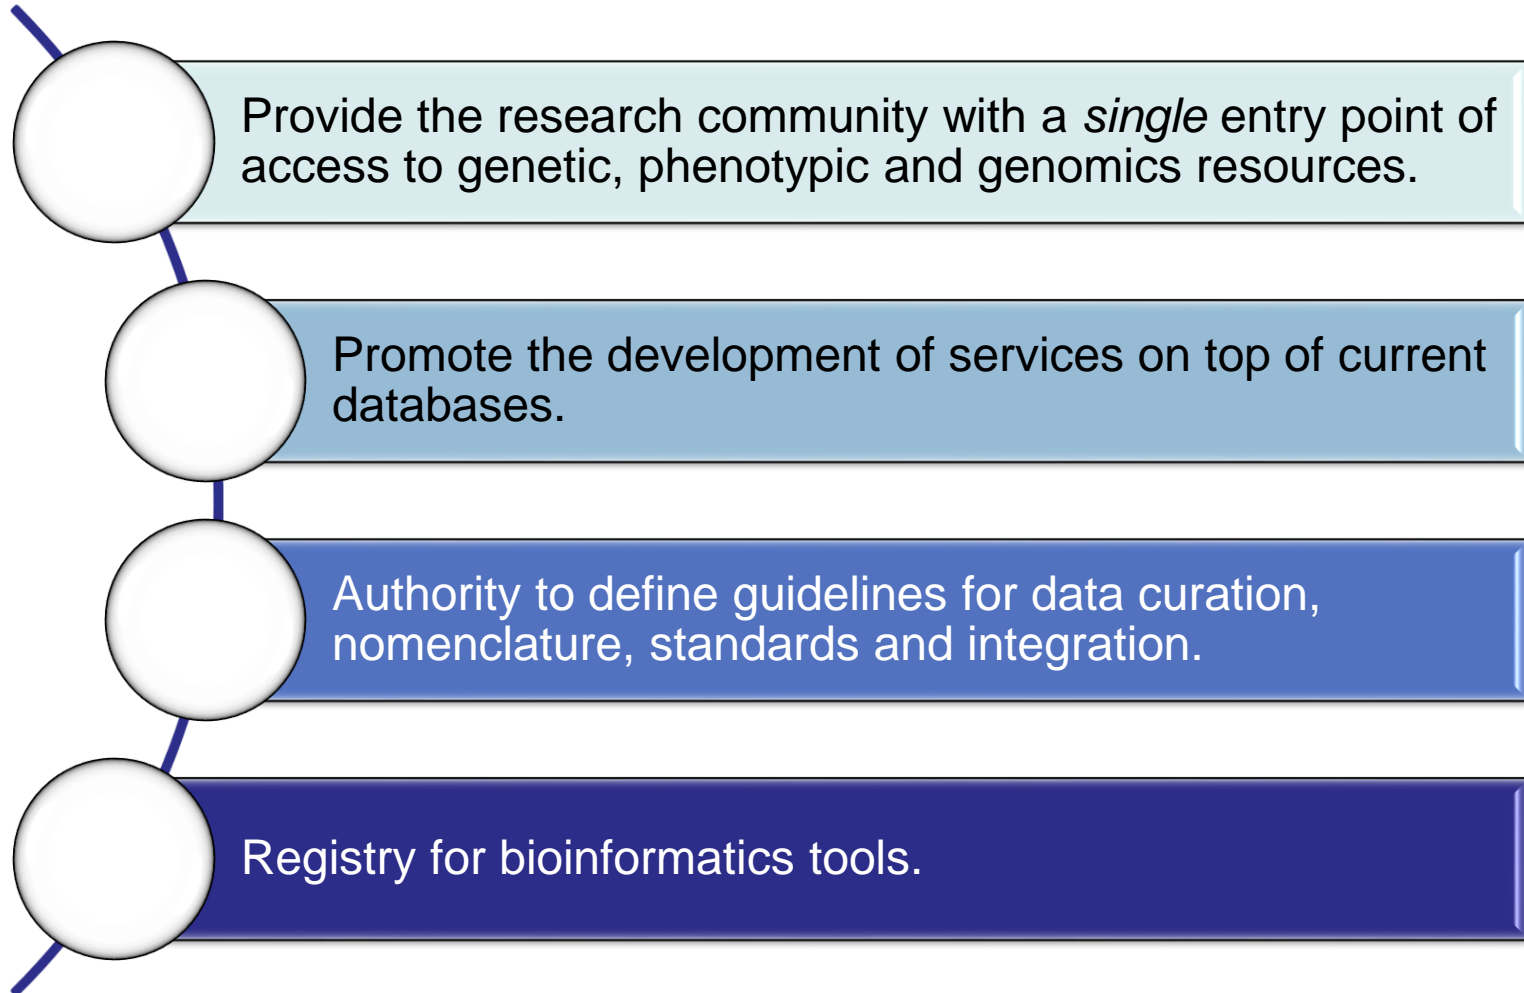 Provide the research community with a single entry point of
access to genetic, phenotypic and genomics resources.
Promote the development of services on top of current
databases.
Authority to define guidelines for data curation,
nomenclature, standards and integration.
Registry for bioinformatics tools.